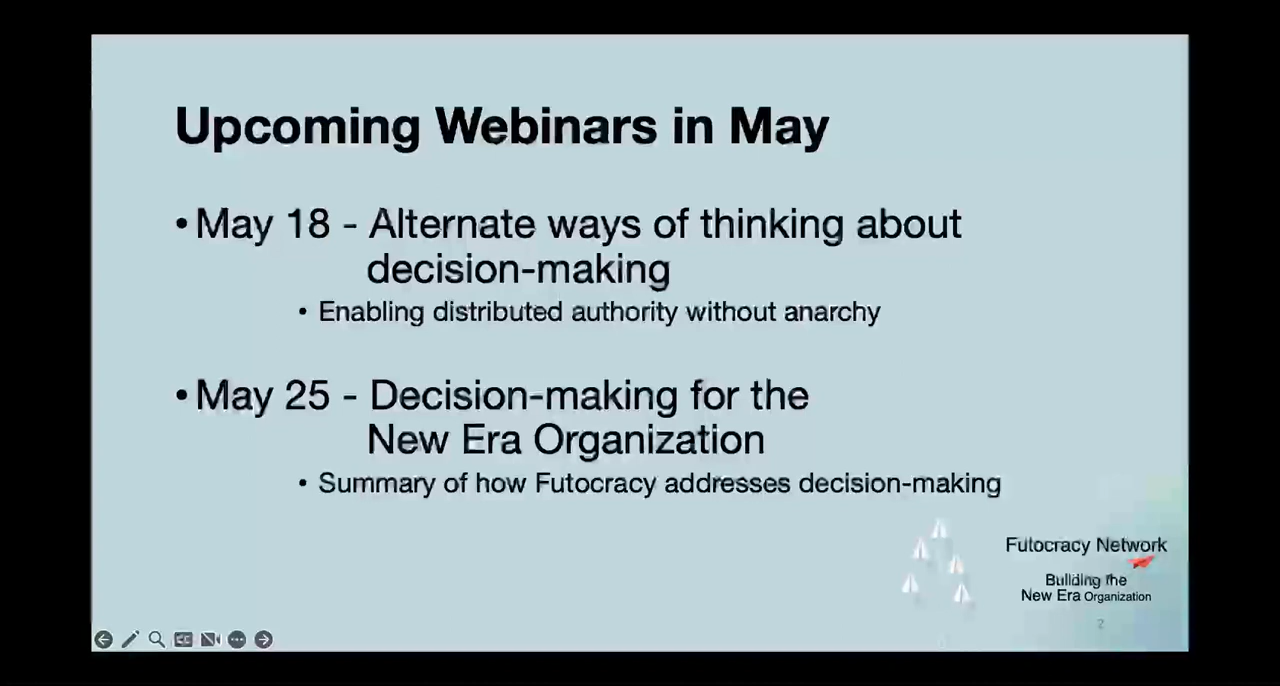 Upcoming Webinars in May
• May 18 - Alternate ways of thinking about
decision-making
• Enabling distributed authority without anarchy
• May 25 - Decision-making for the
New Era Organization
• Summary of how Futocracy addresses decision-making
Futocracy Network
Building the
New Era Organization
2
CC